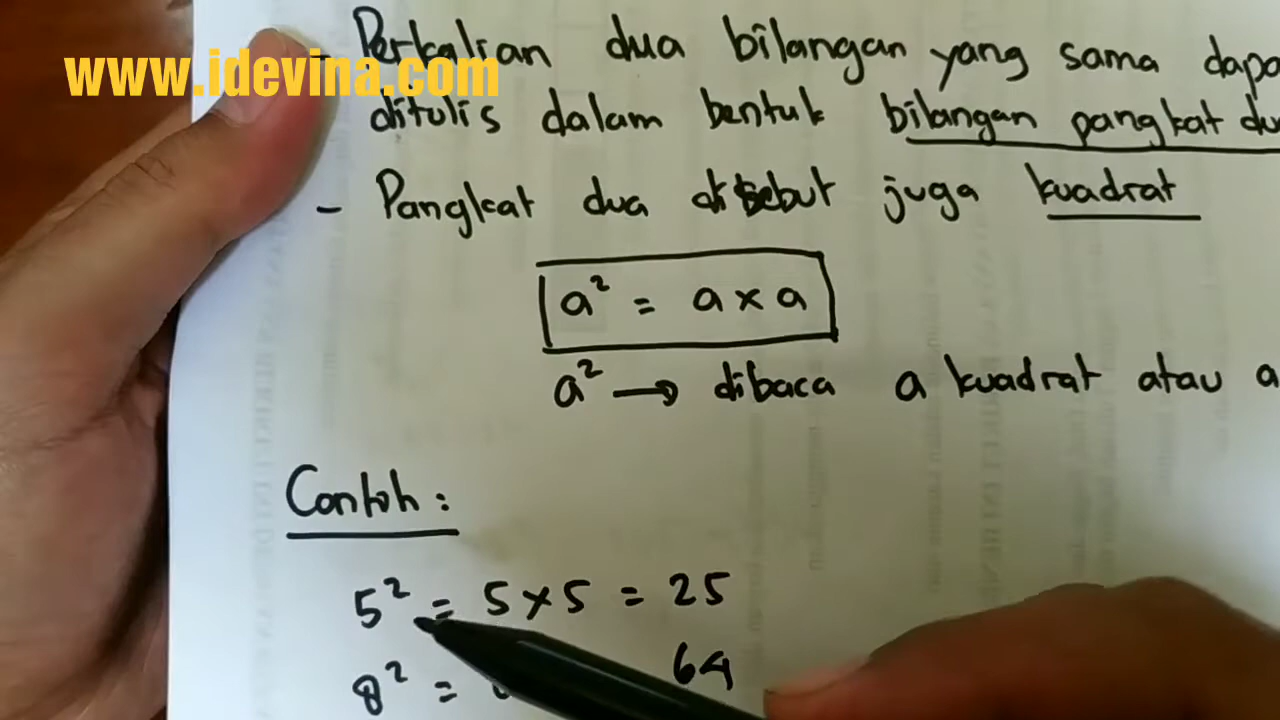 www.idevina.com
- Perkalian dua bilangan yang sama dapa
ditulis dalam bentuk bilangan pangkat du
- Pangkat dua disebut juga kuadrat
a² = a x a
a² → dibaca a kuadrat atau a
Contoh :
5² = 5 x 5 = 25
8² = 64